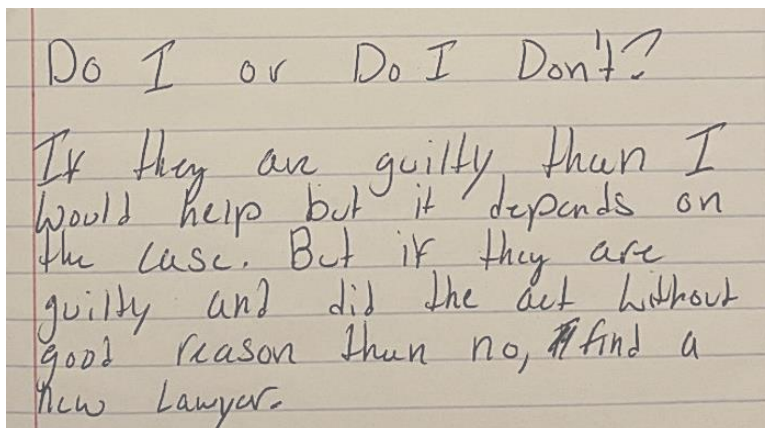 Do I or Do I Don't?
If they are guilty, than I
would help but it depends on
the case. But if they are
guilty and did the act without
good reason than no, find a
new Lawyer.